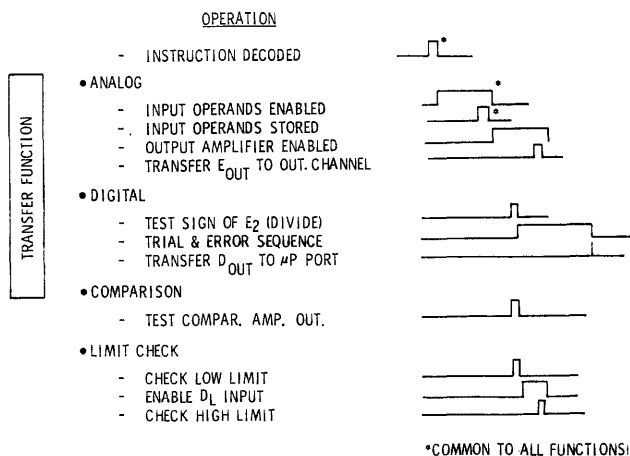 OPERATION
- INSTRUCTION DECODED
*
TRANSFER FUNCTION
• ANALOG
- INPUT OPERANDS ENABLED
*
-. INPUT OPERANDS STORED
*
- OUTPUT AMPLIFIER ENABLED
- TRANSFER EOUT TO OUT. CHANNEL
• DIGITAL
- TEST SIGN OF E2 (DIVIDE)
- TRIAL & ERROR SEQUENCE
- TRANSFER DOUT TO µP PORT
• COMPARISON
- TEST COMPAR. AMP. OUT.
• LIMIT CHECK
- CHECK LOW LIMIT
- ENABLE DL INPUT
- CHECK HIGH LIMIT
*COMMON TO ALL FUNCTIONS